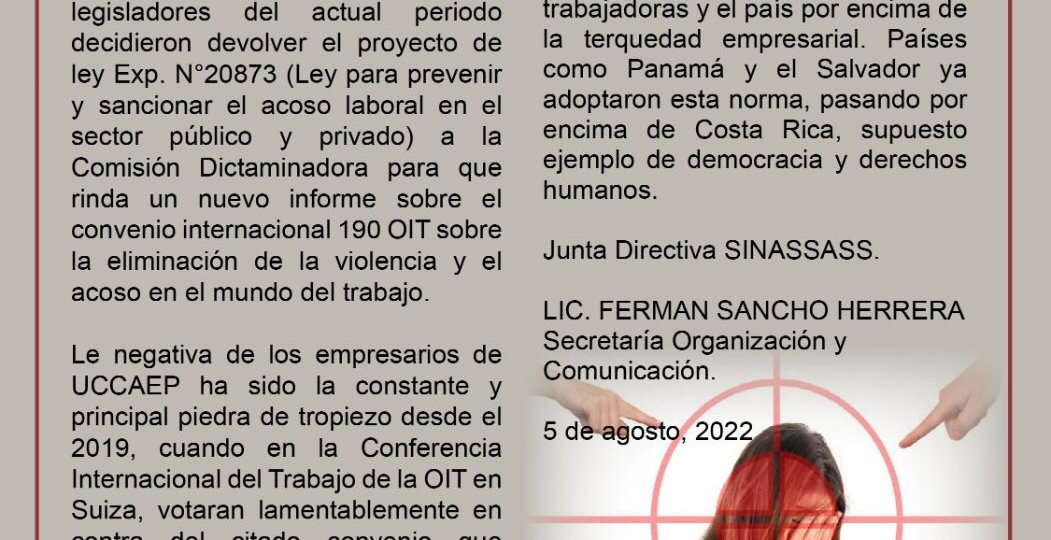 legisladores del actual periodo
decidieron devolver el proyecto de
ley Exp. N°20873 (Ley para prevenir
y sancionar el acoso laboral en el
sector público y privado) a la
Comisión Dictaminadora para que
rinda un nuevo informe sobre el
convenio internacional 190 OIT sobre
la eliminación de la violencia y el
acoso en el mundo del trabajo.
Le negativa de los empresarios de
UCCAEP ha sido la constante y
principal piedra de tropiezo desde el
2019, cuando en la Conferencia
Internacional del Trabajo de la OIT en
Suiza, votaran lamentablemente en
contra del citado convenio que
trabajadoras y el país por encima de
la terquedad empresarial. Países
como Panamá y el Salvador ya
adoptaron esta norma, pasando por
encima de Costa Rica, supuesto
ejemplo de democracia y derechos
humanos.
Junta Directiva SINASSASS.
LIC. FERMAN SANCHO HERRERA
Secretaría Organización y
Comunicación.
5 de agosto, 2022